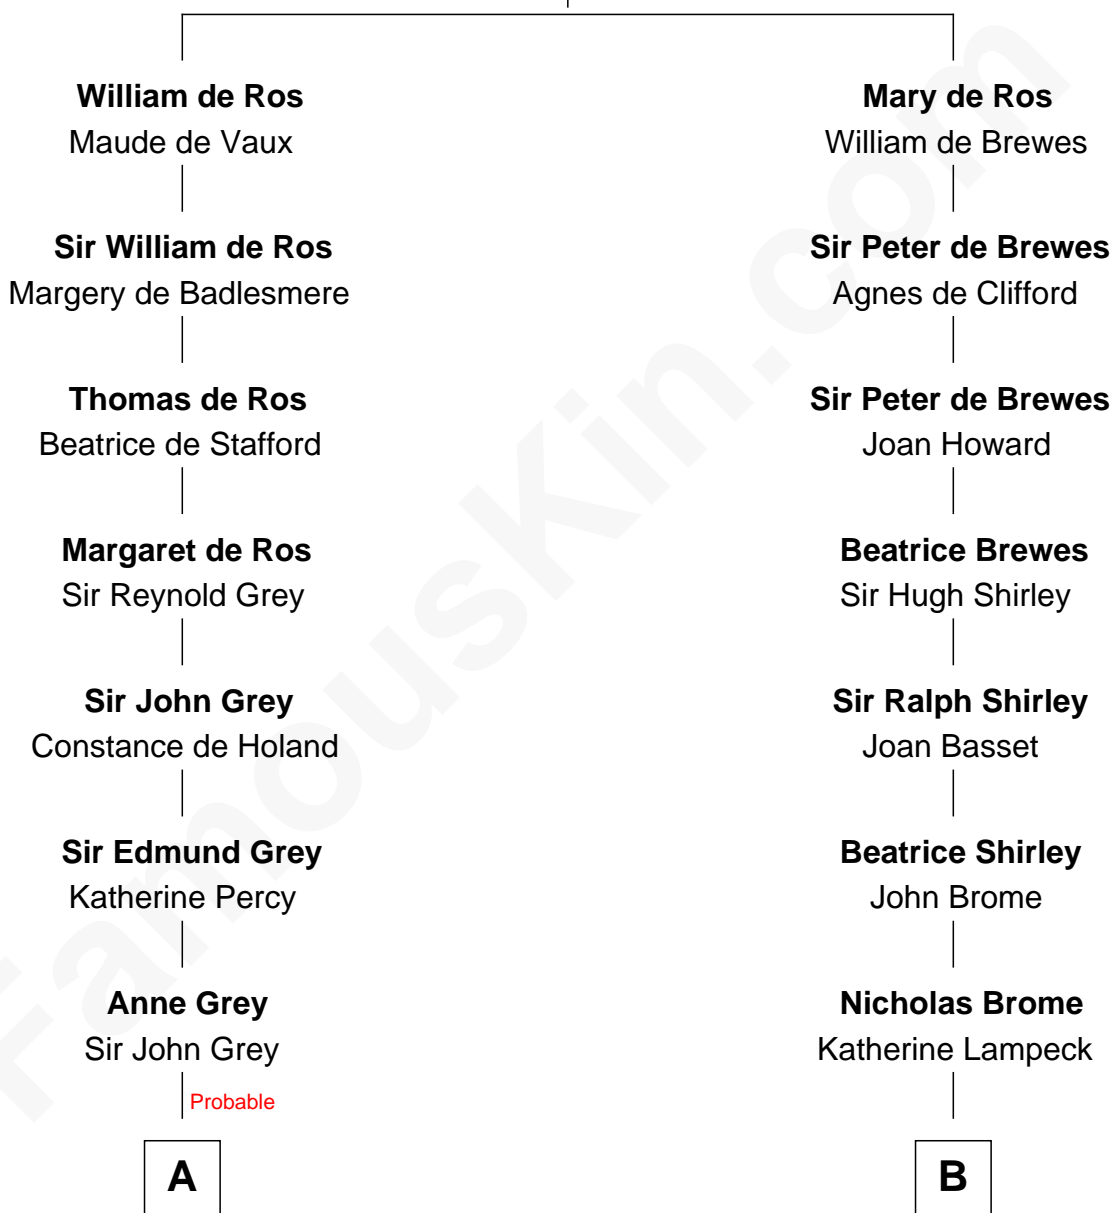 William de Ros
Maude de Vaux
Sir William de Ros
Margery de Badlesmere
Thomas de Ros
Beatrice de Stafford
Margaret de Ros
Sir Reynold Grey
Sir John Grey
Constance de Holand
Sir Edmund Grey
Katherine Percy
Anne Grey
Sir John Grey
Probable
A
Mary de Ros
William de Brewes
Sir Peter de Brewes
Agnes de Clifford
Sir Peter de Brewes
Joan Howard
Beatrice Brewes
Sir Hugh Shirley
Sir Ralph Shirley
Joan Basset
Beatrice Shirley
John Brome
Nicholas Brome
Katherine Lampeck
B
FamousKin.com